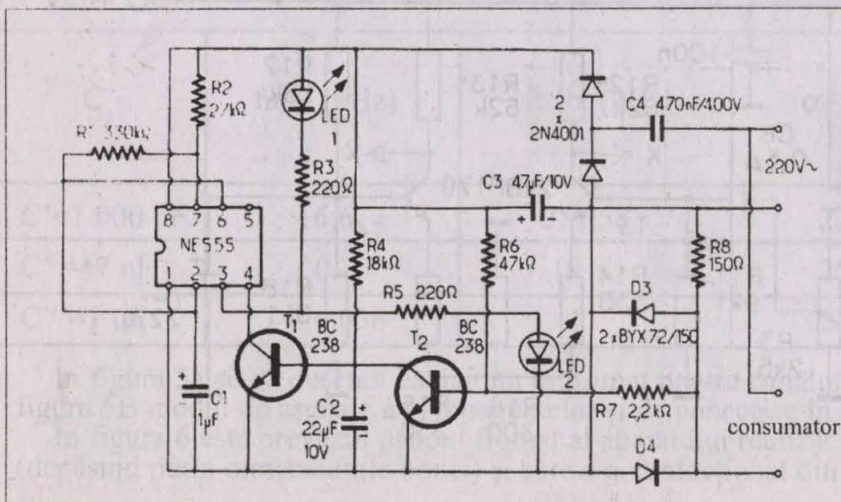 R2
27kΩ
R1 330kΩ
LED
1
R3
220Ω
2
x
2N4001
C4 470nF/400V
220V~
C3 47µF/10V
8 6 5
NE555
1 2 3 4
R4
18kΩ
R6
47kΩ
R8
150Ω
R5 220Ω
T1 BC
238
T2 BC
238
D3
2xBYX72/150
LED
2
C1
1µF
C2
22µF
10V
R7 2,2kΩ
consumator
D4